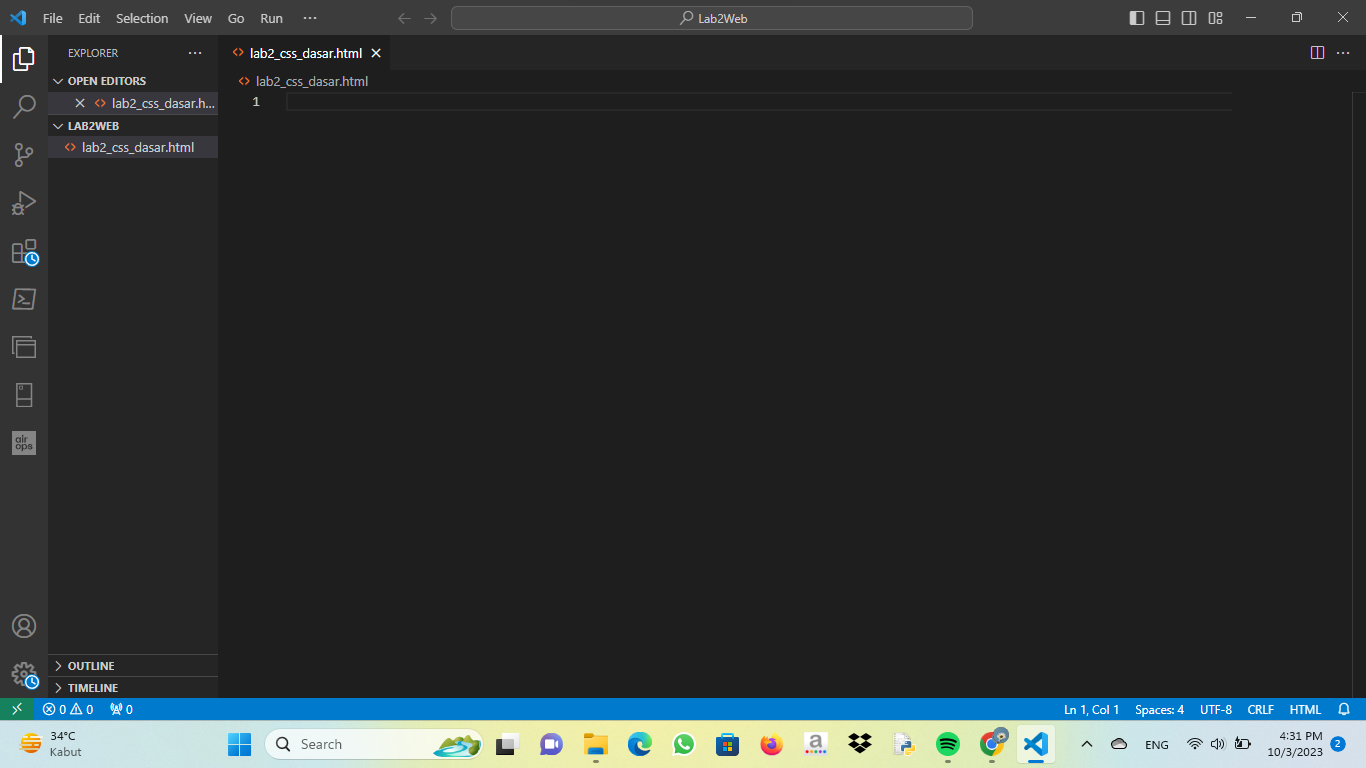 File Edit Selection View Go Run ···
Lab2Web
EXPLORER ···
OPEN EDITORS
lab2_css_dasar.h...
LAB2WEB
lab2_css_dasar.html
lab2_css_dasar.html
lab2_css_dasar.html
1
air
ops
OUTLINE
TIMELINE
0 0 0
Ln 1, Col 1 Spaces: 4 UTF-8 CRLF HTML
34°C
Kabut
Search
a
ENG
4:31 PM
10/3/2023
2